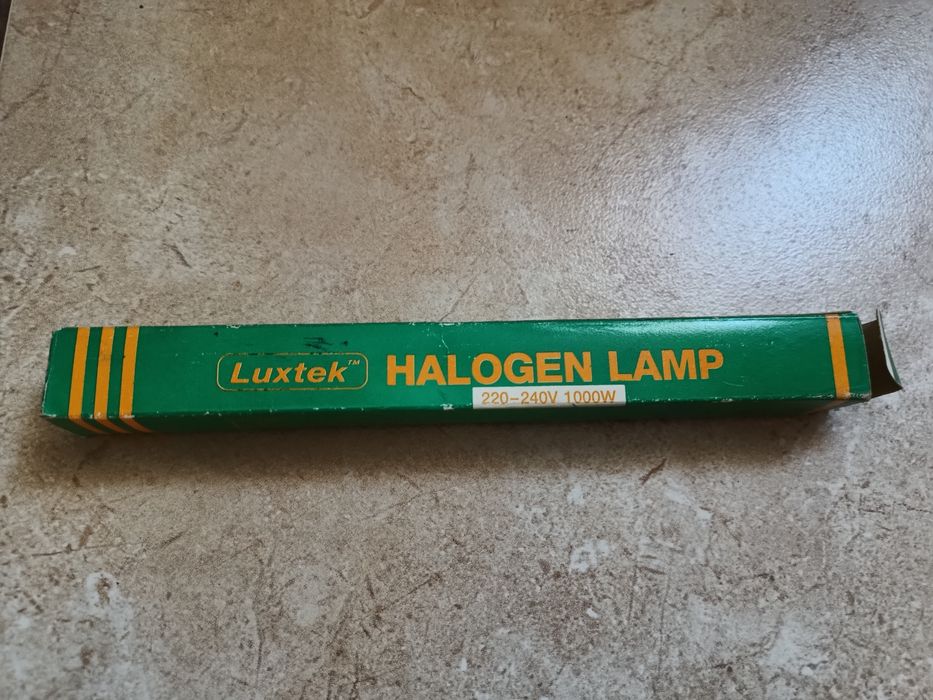 Luxtek™ HALOGEN LAMP
220-240V 1000W